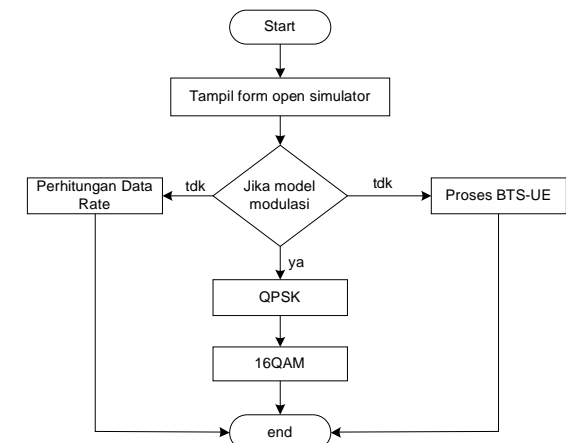 Start
Tampil form open simulator
Jika model
modulasi
tdk
tdk
Perhitungan Data
Rate
Proses BTS-UE
ya
QPSK
16QAM
end